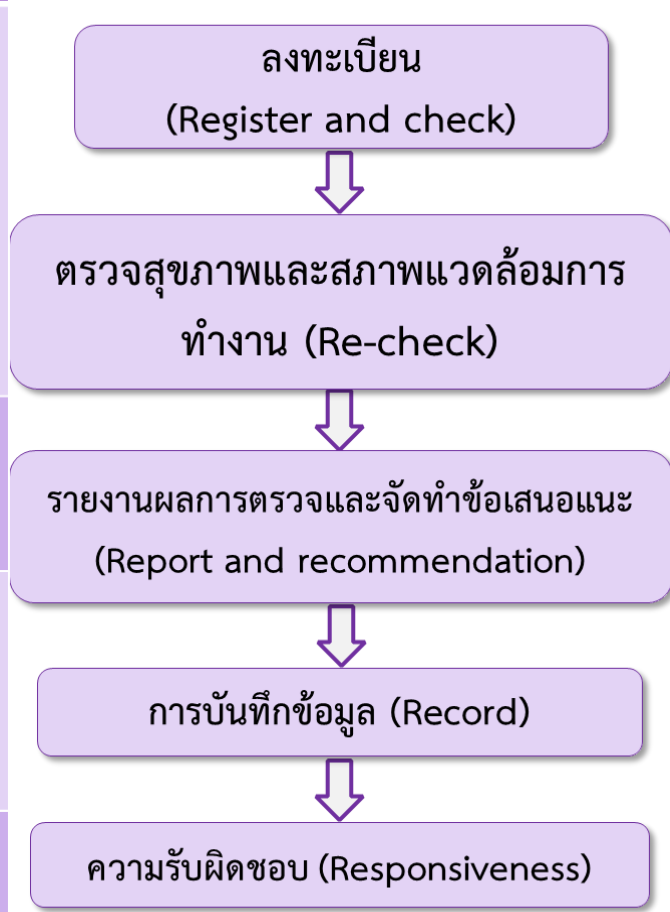 ลงทะเบียน
(Register and check)
ตรวจสุขภาพและสภาพแวดล้อมการ
ทำงาน (Re-check)
รายงานผลการตรวจและจัดทำข้อเสนอแนะ
(Report and recommendation)
การบันทึกข้อมูล (Record)
ความรับผิดชอบ (Responsiveness)